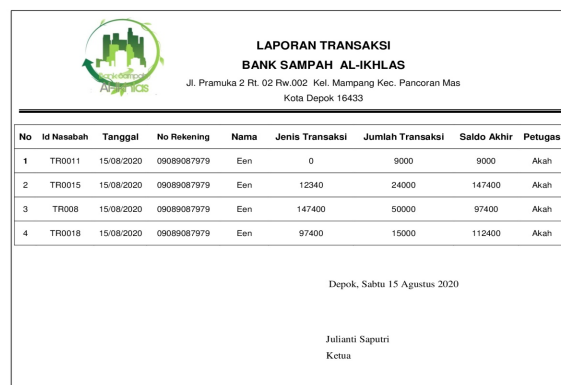 Bank Sampah
Al-Ikhlas
LAPORAN TRANSAKSI
BANK SAMPAH AL-IKHLAS
Jl. Pramuka 2 Rt. 02 Rw.002 Kel. Mampang Kec. Pancoran Mas
Kota Depok 16433
No Id Nasabah Tanggal No Rekening Nama Jenis Transaksi Jumlah Transaksi Saldo Akhir Petugas
1 TR0011 15/08/2020 09089087979 Een 0 9000 9000 Akah
2 TR0015 15/08/2020 09089087979 Een 12340 24000 147400 Akah
3 TR008 15/08/2020 09089087979 Een 147400 50000 97400 Akah
4 TR0018 15/08/2020 09089087979 Een 97400 15000 112400 Akah
Depok, Sabtu 15 Agustus 2020
Julianti Saputri
Ketua